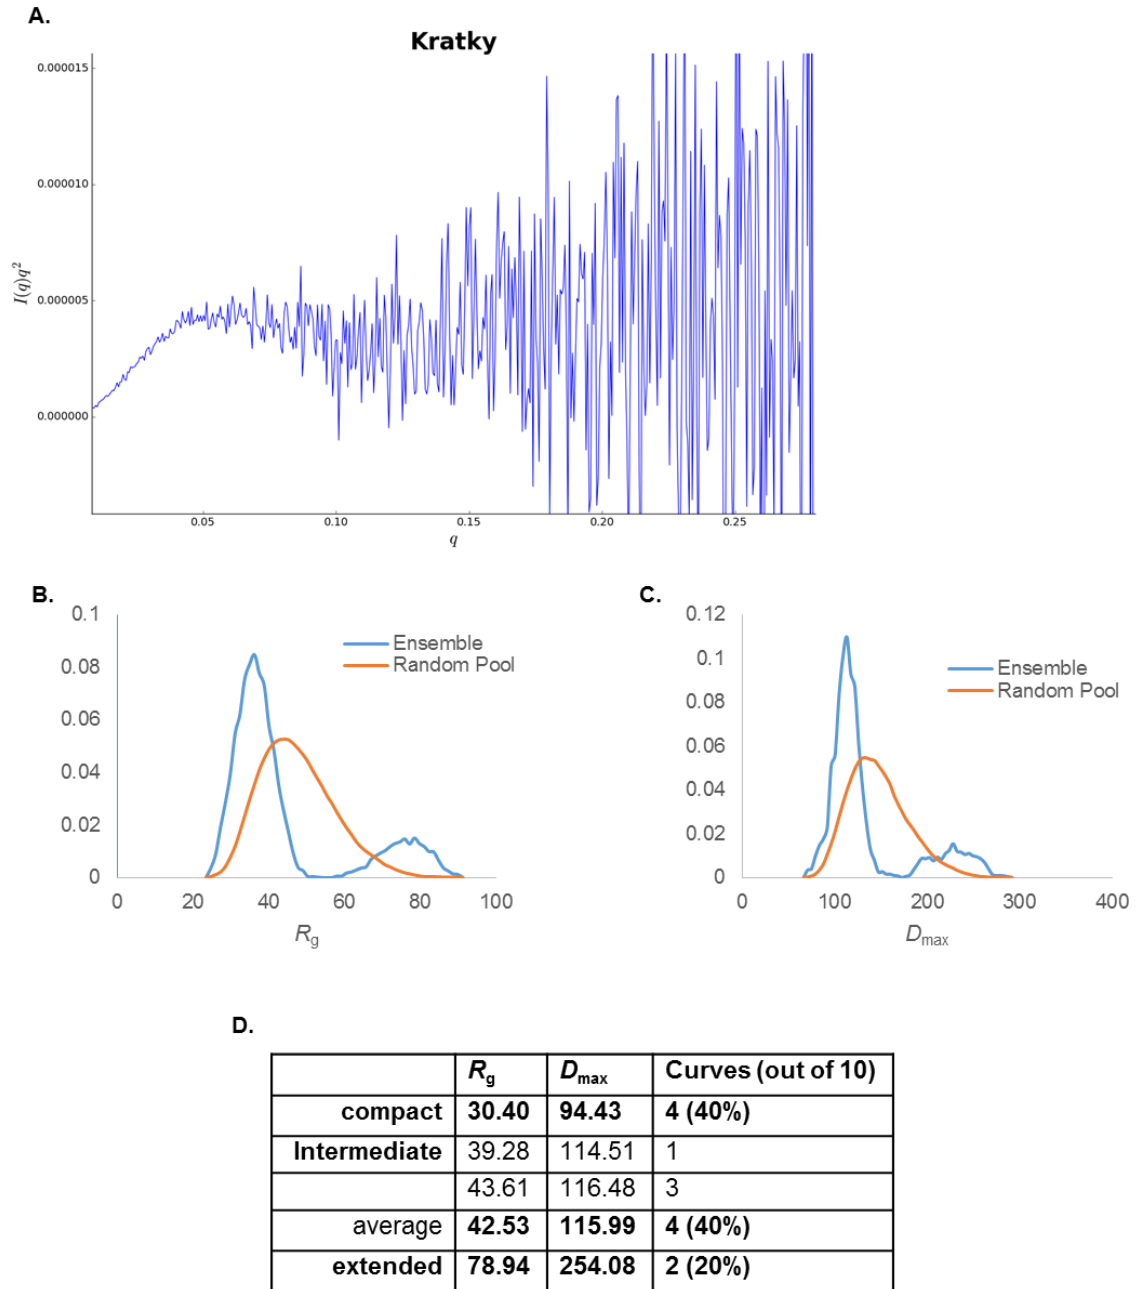 A.
Kratky
0.000015
0.000010
0.000005
0.000000
I(q)q²
0.05 0.10 0.15 0.20 0.25
q
B.
0.1
0.08
0.06
0.04
0.02
0
Ensemble
Random Pool
0 20 40 60 80 100
Rg
C.
0.12
0.1
0.08
0.06
0.04
0.02
0
Ensemble
Random Pool
0 100 200 300 400
Dmax
D.
Rg Dmax Curves (out of 10)
compact 30.40 94.43 4 (40%)
Intermediate 39.28 114.51 1
43.61 116.48 3
average 42.53 115.99 4 (40%)
extended 78.94 254.08 2 (20%)